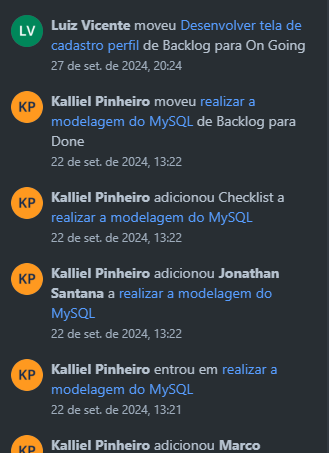 LV
Luiz Vicente moveu Desenvolver tela de
cadastro perfil de Backlog para On Going
27 de set. de 2024, 20:24
KP
Kalliel Pinheiro moveu realizar a
modelagem do MySQL de Backlog para
Done
22 de set. de 2024, 13:22
KP
Kalliel Pinheiro adicionou Checklist a
realizar a modelagem do MySQL
22 de set. de 2024, 13:22
KP
Kalliel Pinheiro adicionou Jonathan
Santana a realizar a modelagem do
MySQL
22 de set. de 2024, 13:22
KP
Kalliel Pinheiro entrou em realizar a
modelagem do MySQL
22 de set. de 2024, 13:21
KP
Kalliel Pinheiro adicionou Marco